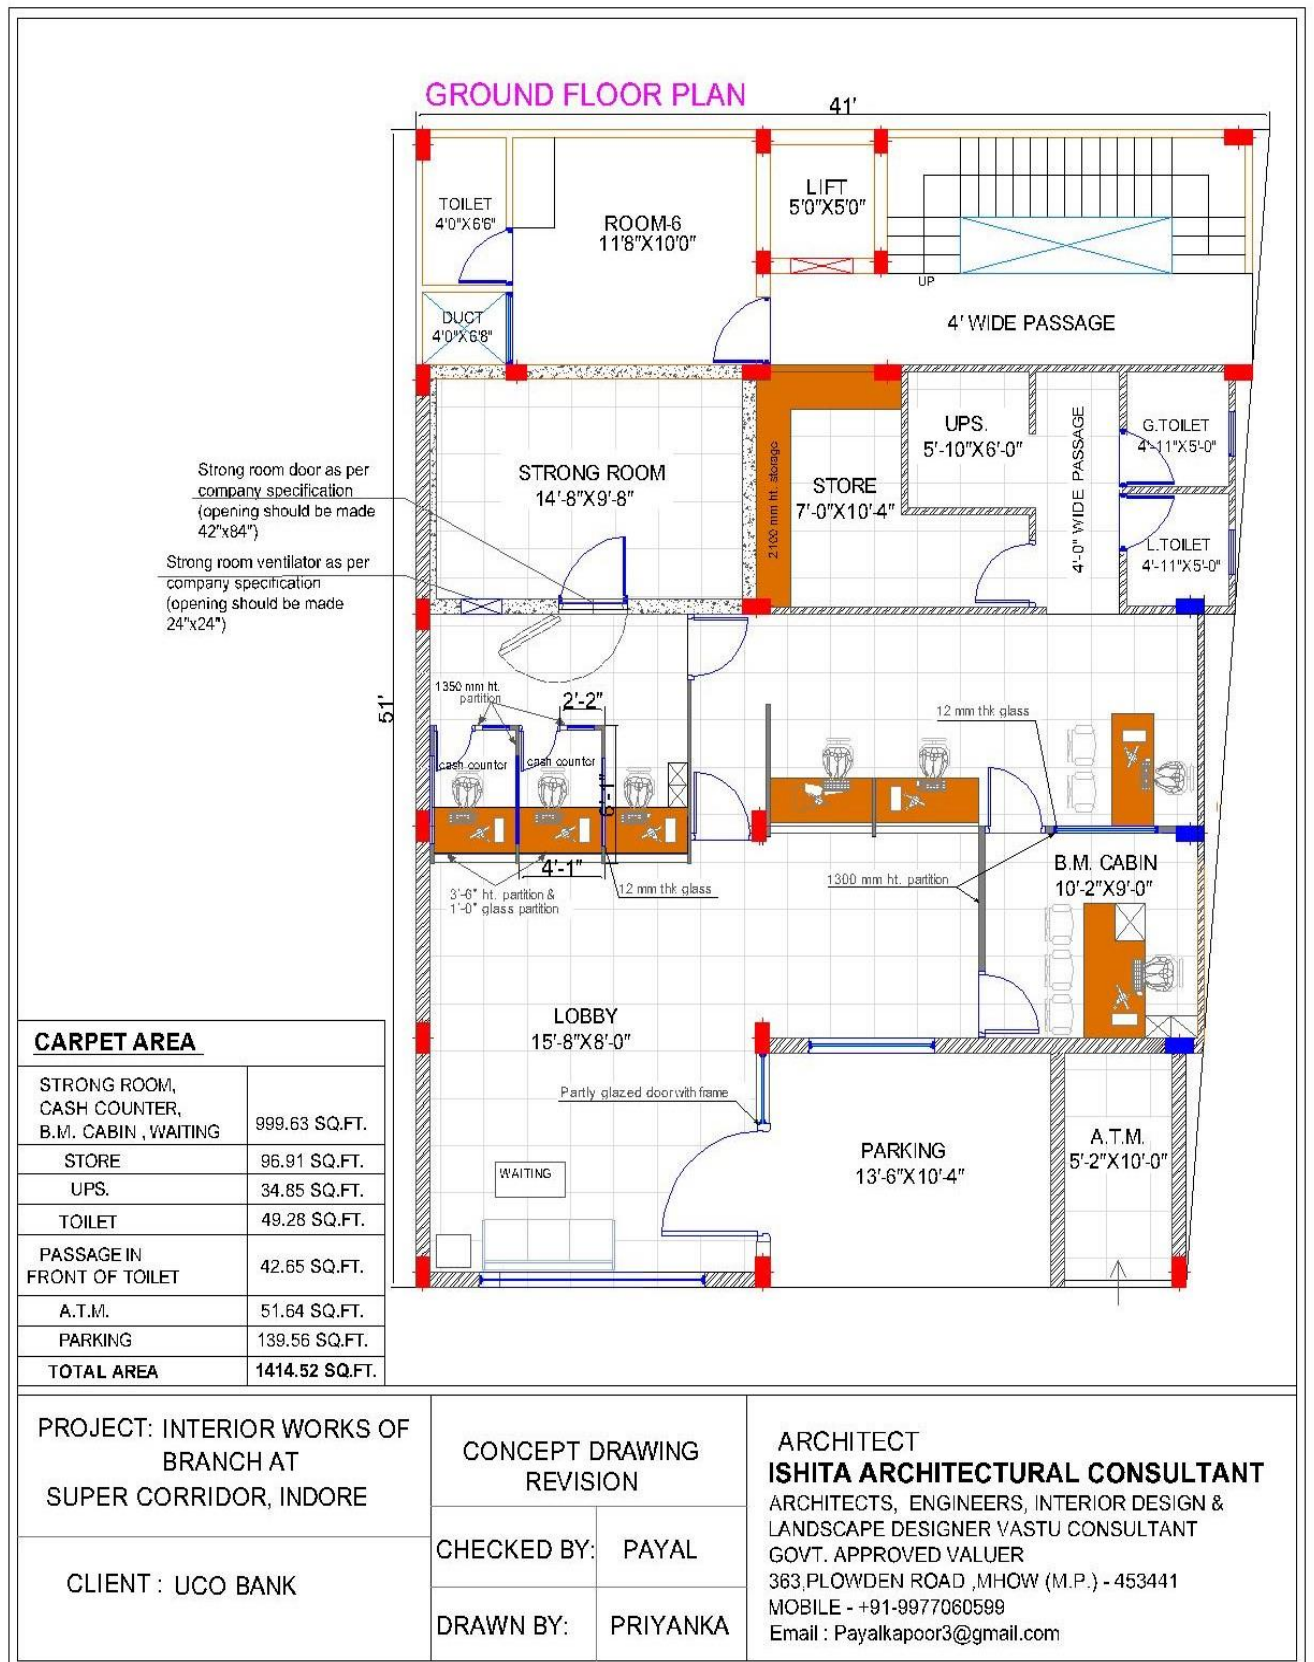 GROUND FLOOR PLAN
41'
51'
TOILET
4'0"X6'6"
ROOM-6
11'8"X10'0"
LIFT
5'0"X5'0"
UP
DUCT
4'0"X6'8"
4' WIDE PASSAGE
STRONG ROOM
14'-8"X9'-8"
2100 mm ht. storage
STORE
7'-0"X10'-4"
UPS.
5'-10"X6'-0"
4'-0" WIDE PASSAGE
G.TOILET
4'-11"X5'-0"
L.TOILET
4'-11"X5'-0"
Strong room door as per
company specification
(opening should be made
42"x84")
Strong room ventilator as per
company specification
(opening should be made
24"x24")
1350 mm ht.
partition
2'-2"
cash counter
cash counter
6'-1"
4'-1"
3'-6" ht. partition &
1'-0" glass partition
12 mm thk glass
12 mm thk glass
1300 mm ht. partition
B.M. CABIN
10'-2"X9'-0"
LOBBY
15'-8"X8'-0"
Partly glazed door with frame
WAITING
PARKING
13'-6"X10'-4"
A.T.M.
5'-2"X10'-0"
CARPET AREA
STRONG ROOM,
CASH COUNTER,
B.M. CABIN , WAITING 999.63 SQ.FT.
STORE 96.91 SQ.FT.
UPS. 34.85 SQ.FT.
TOILET 49.28 SQ.FT.
PASSAGE IN
FRONT OF TOILET 42.65 SQ.FT.
A.T.M. 51.64 SQ.FT.
PARKING 139.56 SQ.FT.
TOTAL AREA 1414.52 SQ.FT.
PROJECT: INTERIOR WORKS OF
BRANCH AT
SUPER CORRIDOR, INDORE
CLIENT : UCO BANK
CONCEPT DRAWING
REVISION
CHECKED BY: PAYAL
DRAWN BY: PRIYANKA
ARCHITECT
ISHITA ARCHITECTURAL CONSULTANT
ARCHITECTS, ENGINEERS, INTERIOR DESIGN &
LANDSCAPE DESIGNER VASTU CONSULTANT
GOVT. APPROVED VALUER
363,PLOWDEN ROAD ,MHOW (M.P.) - 453441
MOBILE - +91-9977060599
Email : Payalkapoor3@gmail.com